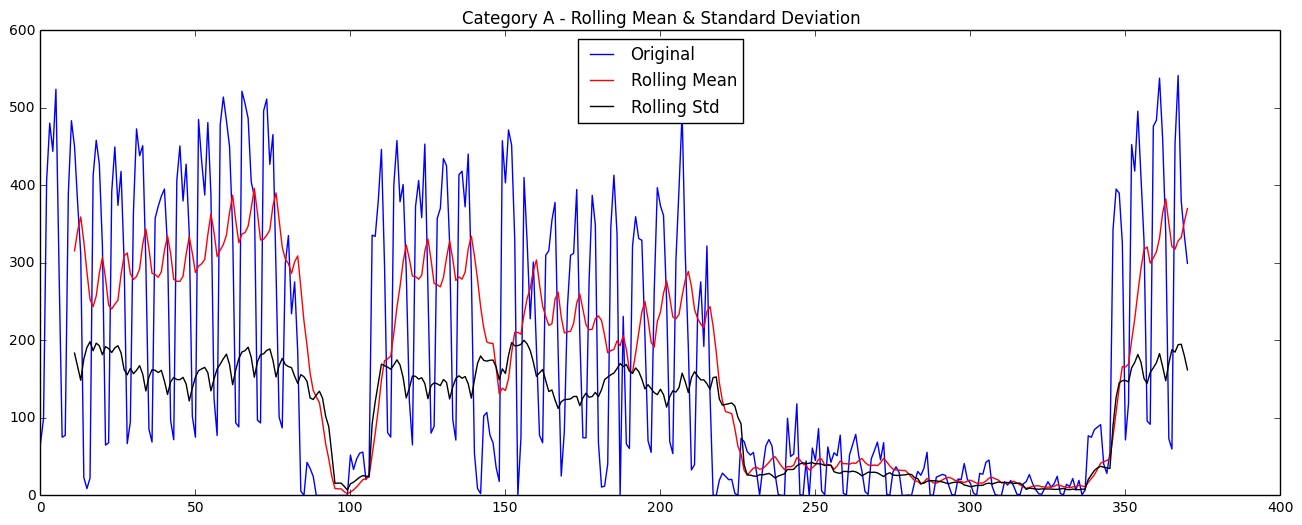 Category A - Rolling Mean & Standard Deviation
600
500
400
300
200
100
0
Original
Rolling Mean
Rolling Std
0 50 100 150 200 250 300 350 400